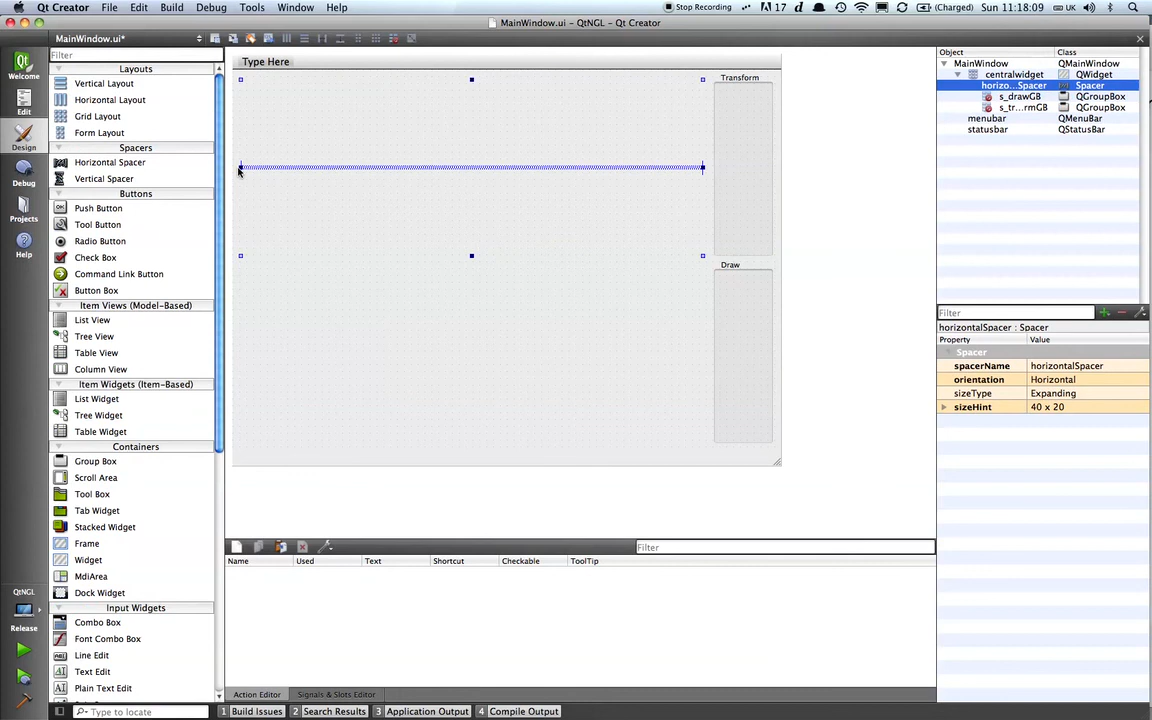 Qt Creator File Edit Build Debug Tools Window Help Stop Recording 17 (Charged) UK Sun 11:18:09
MainWindow.ui - QtNGL - Qt Creator
MainWindow.ui*
Welcome
Edit
Design
Debug
Projects
Help
QtNGL
Release
Filter
Layouts
Vertical Layout
Horizontal Layout
Grid Layout
Form Layout
Spacers
Horizontal Spacer
Vertical Spacer
Buttons
Push Button
Tool Button
Radio Button
Check Box
Command Link Button
Button Box
Item Views (Model-Based)
List View
Tree View
Table View
Column View
Item Widgets (Item-Based)
List Widget
Tree Widget
Table Widget
Containers
Group Box
Scroll Area
Tool Box
Tab Widget
Stacked Widget
Frame
Widget
MdiArea
Dock Widget
Input Widgets
Combo Box
Font Combo Box
Line Edit
Text Edit
Plain Text Edit
Type Here
Transform
Draw
Filter
Name Used Text Shortcut Checkable ToolTip
Action Editor Signals & Slots Editor
Object Class
MainWindow QMainWindow
centralwidget QWidget
horizo...Spacer Spacer
s_drawGB QGroupBox
s_tr...rmGB QGroupBox
menubar QMenuBar
statusbar QStatusBar
Filter
horizontalSpacer : Spacer
Property Value
Spacer
spacerName horizontalSpacer
orientation Horizontal
sizeType Expanding
sizeHint 40 x 20
Type to locate 1 Build Issues 2 Search Results 3 Application Output 4 Compile Output